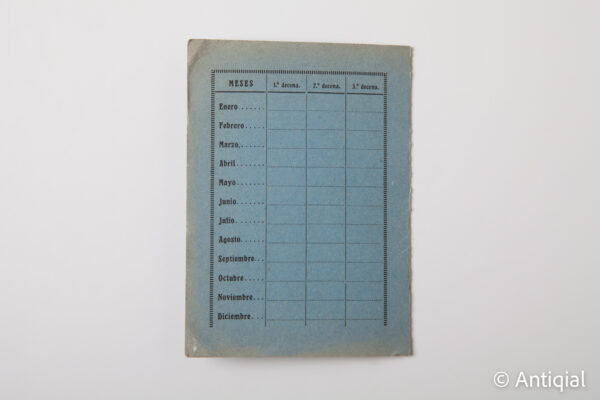 MESES 1.ª decena. 2.ª decena. 3.ª decena.
Enero......
Febrero....
Marzo......
Abril......
Mayo.......
Junio......
Julio......
Agosto.....
Septiembre..
Octubre....
Noviembre..
Diciembre...
© Antiqial